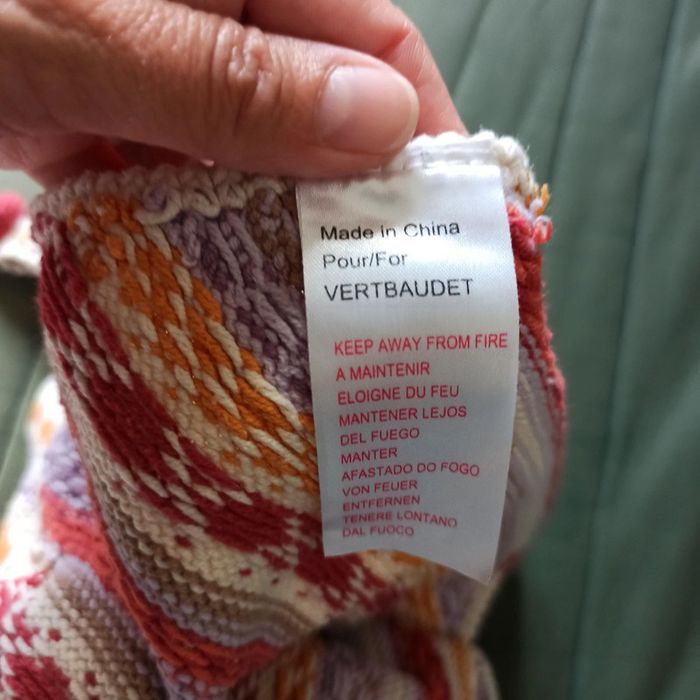 Made in China
Pour/For
VERTBAUDET
KEEP AWAY FROM FIRE
A MAINTENIR
ELOIGNE DU FEU
MANTENER LEJOS
DEL FUEGO
MANTER
AFASTADO DO FOGO
VON FEUER
ENTFERNEN
TENERE LONTANO
DAL FUOCO